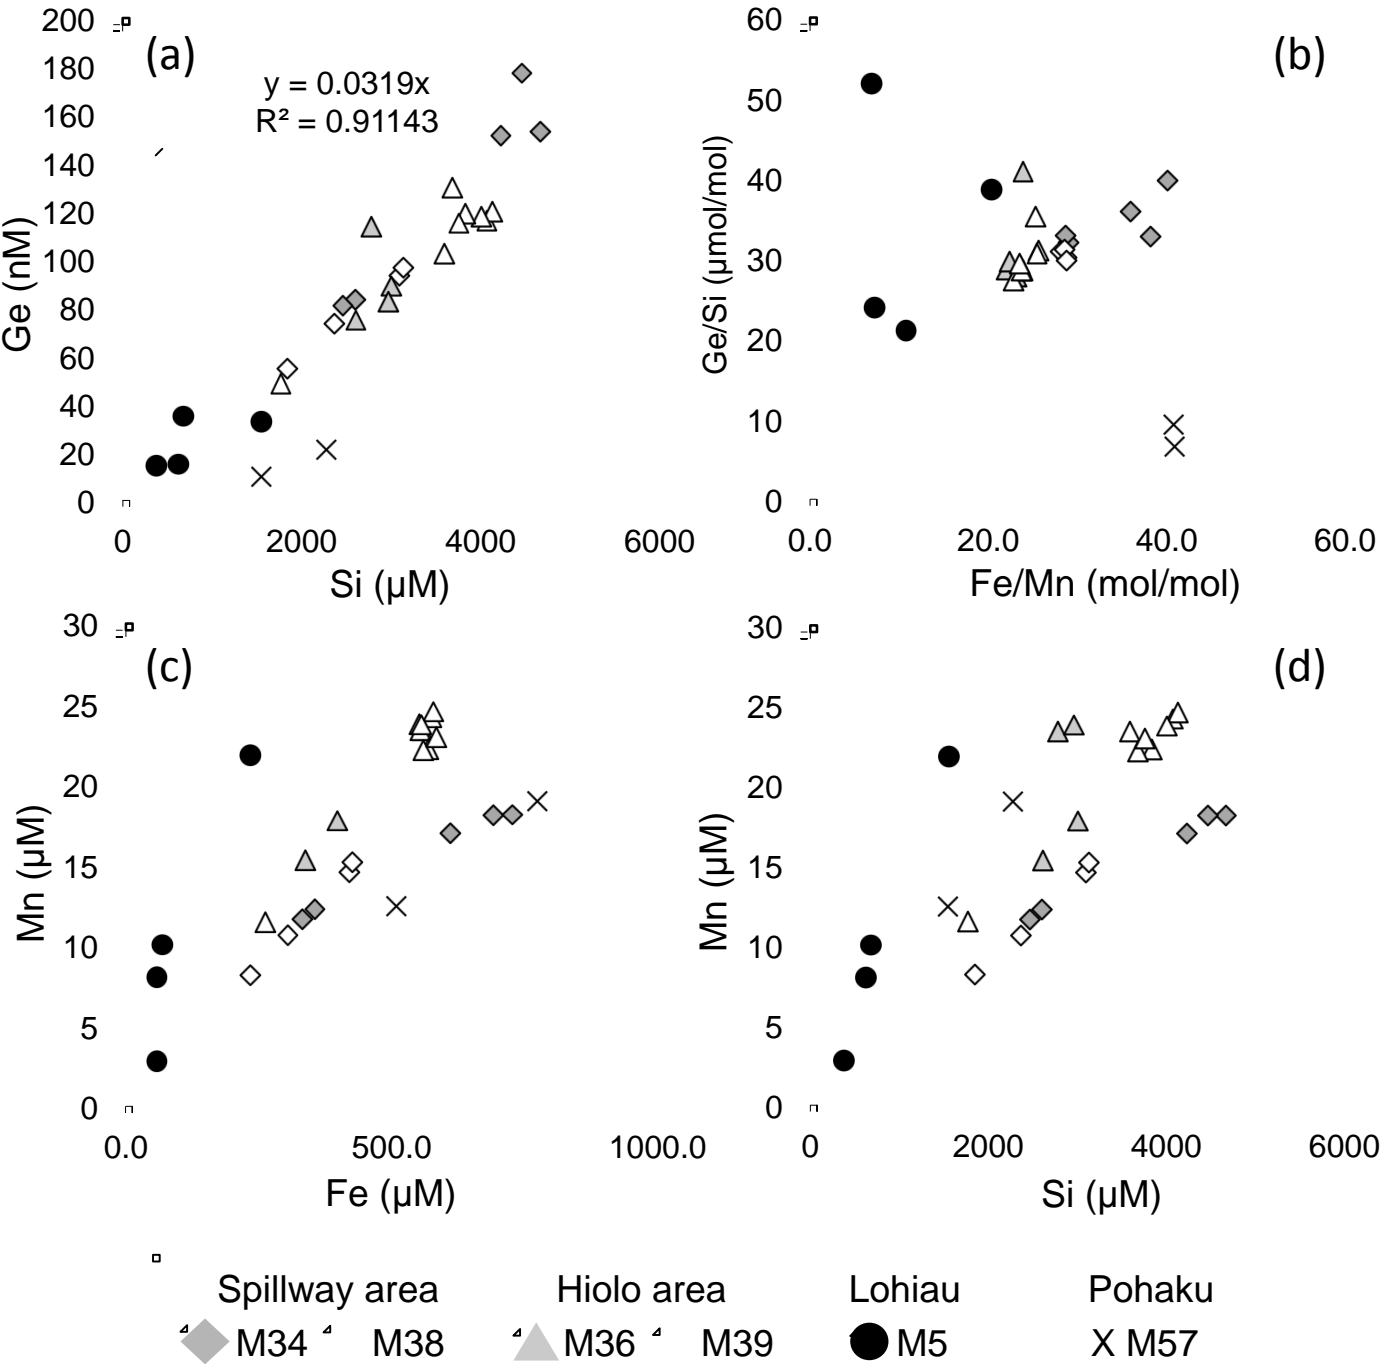 200
180
160
140
120
100
80
60
40
20
0
Ge (nM)
(a)
y = 0.0319x
R² = 0.91143
0 2000 4000 6000
Si (µM)
60
50
40
30
20
10
0
Ge/Si (µmol/mol)
(b)
0.0 20.0 40.0 60.0
Fe/Mn (mol/mol)
30
25
20
15
10
5
0
Mn (µM)
(c)
0.0 500.0 1000.0
Fe (µM)
30
25
20
15
10
5
0
Mn (µM)
(d)
0 2000 4000 6000
Si (µM)
Spillway area Hiolo area Lohiau Pohaku
M34 M38 M36 M39 M5 X M57